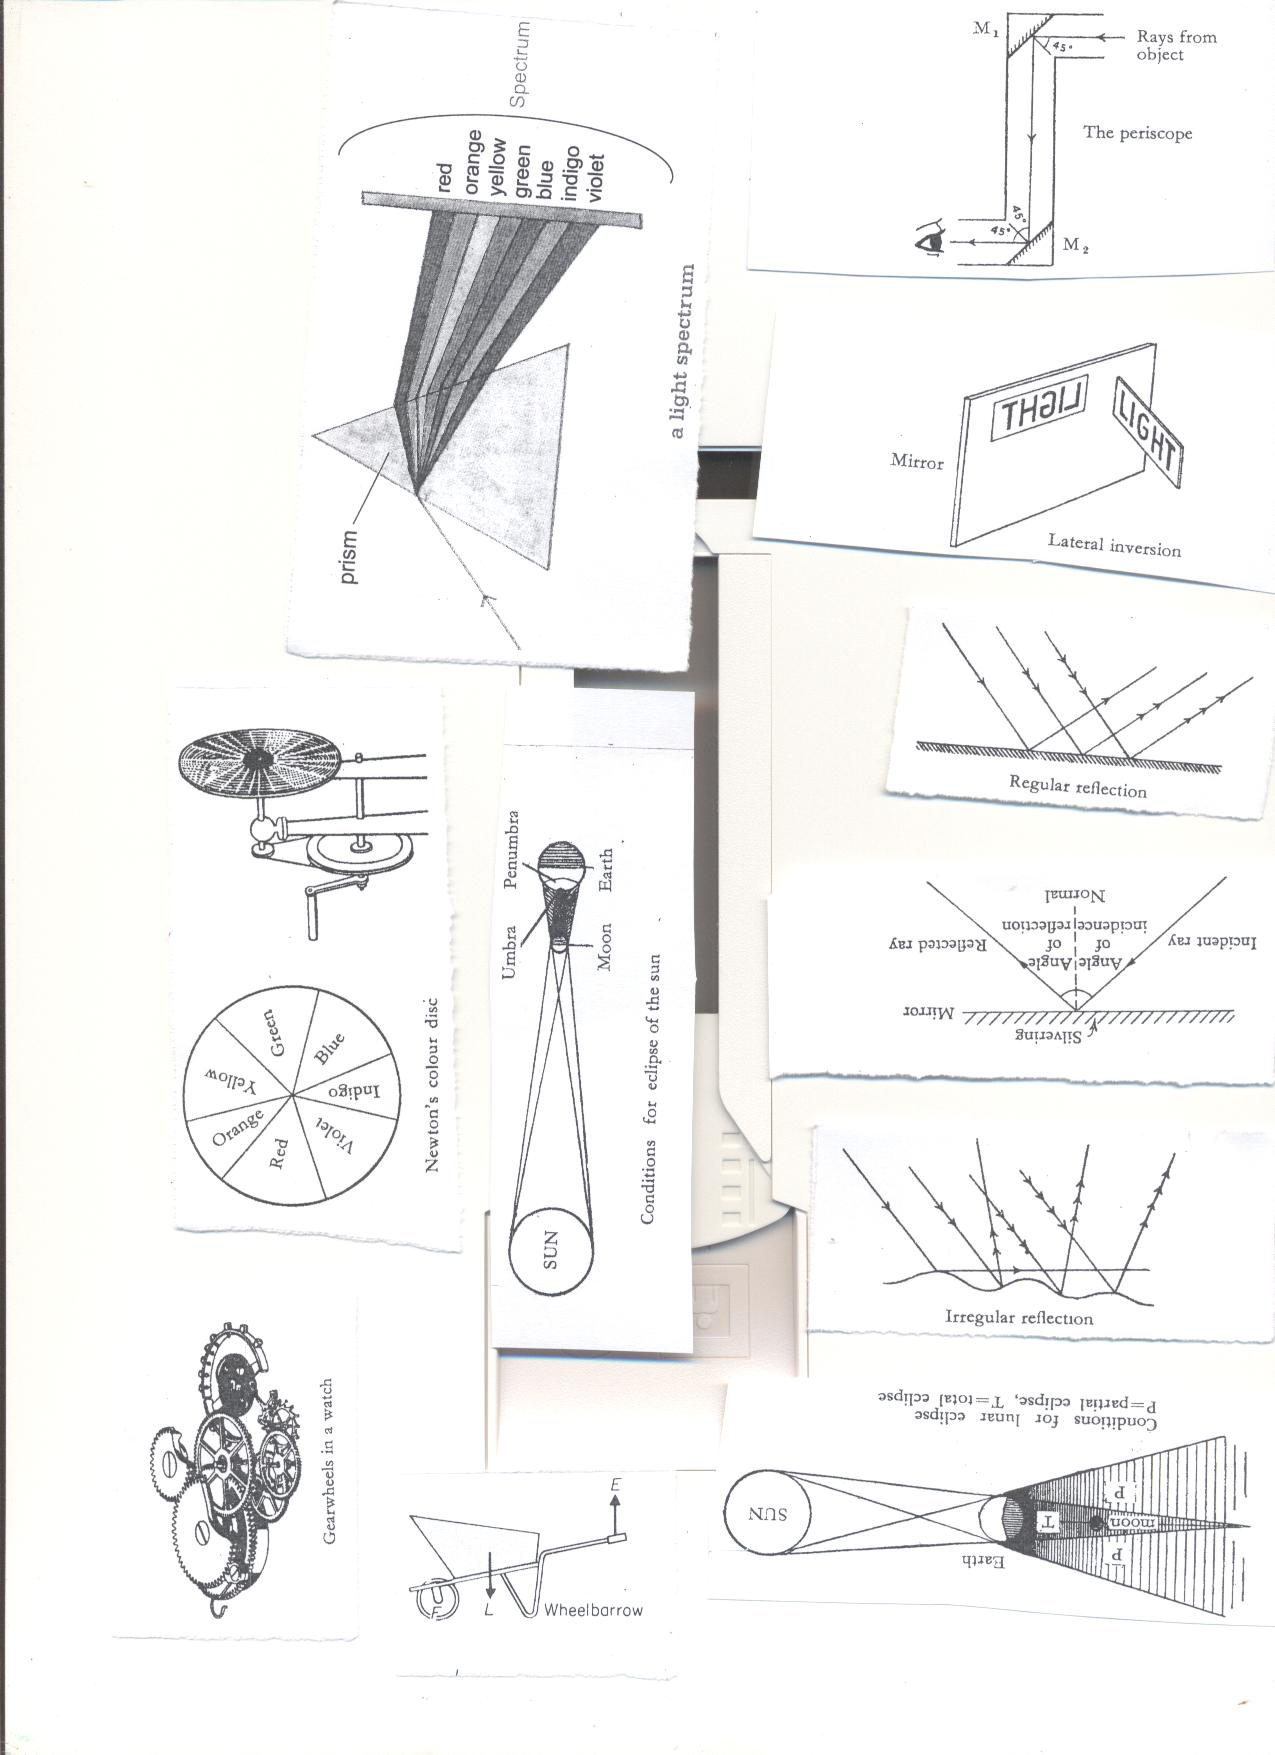 Spectrum
red
orange
yellow
green
blue
indigo
violet
prism
a light spectrum
M₁
45°
Rays from
object
The periscope
45°
45°
M₂
Mirror
LIGHT
LIGHT
Lateral inversion
Regular reflection
Mirror
Silvering
Incident ray
Angle
of
incidence
Angle
of
reflection
Reflected ray
Normal
Irregular reflection
Green
Blue
Indigo
Violet
Red
Orange
Yellow
Newton's colour disc
Umbra
Penumbra
Moon
Earth
SUN
Conditions for eclipse of the sun
Gearwheels in a watch
F
L
E
Wheelbarrow
Conditions for lunar eclipse
P=partial eclipse, T=total eclipse
SUN
Earth
T
moon
P
P